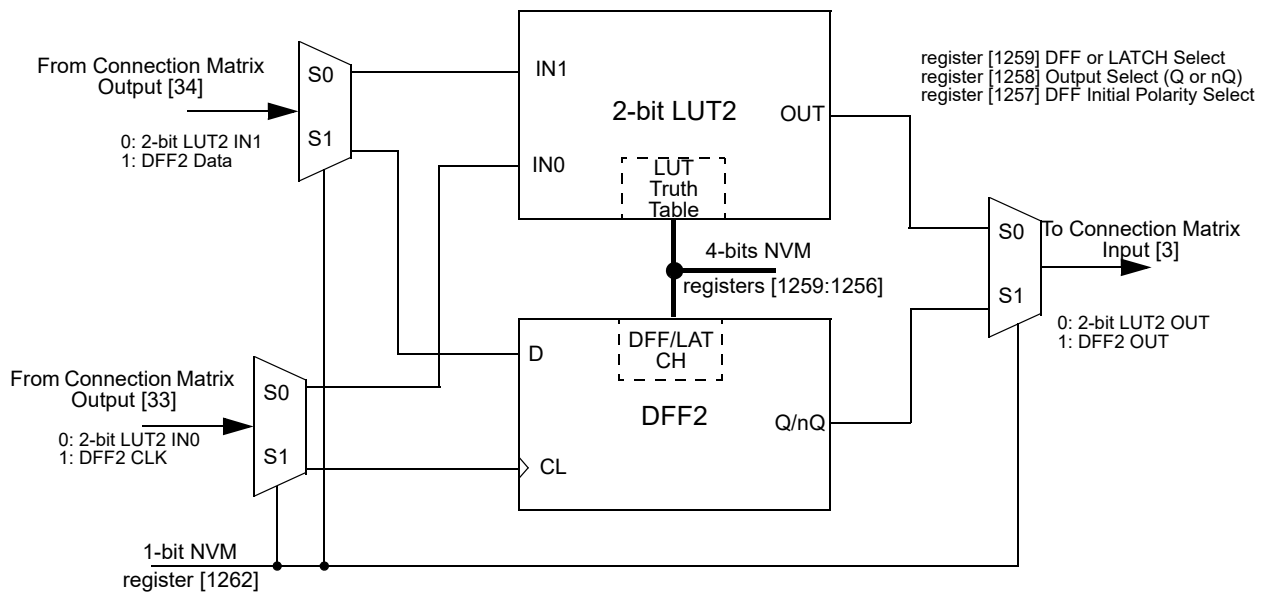 From Connection Matrix
Output [34]
0: 2-bit LUT2 IN1
1: DFF2 Data
S0
S1
IN1
IN0
2-bit LUT2
OUT
LUT
Truth
Table
register [1259] DFF or LATCH Select
register [1258] Output Select (Q or nQ)
register [1257] DFF Initial Polarity Select
4-bits NVM
registers [1259:1256]
S0
S1
To Connection Matrix
Input [3]
0: 2-bit LUT2 OUT
1: DFF2 OUT
From Connection Matrix
Output [33]
0: 2-bit LUT2 IN0
1: DFF2 CLK
S0
S1
D
CL
DFF/LAT
CH
DFF2
Q/nQ
1-bit NVM
register [1262]